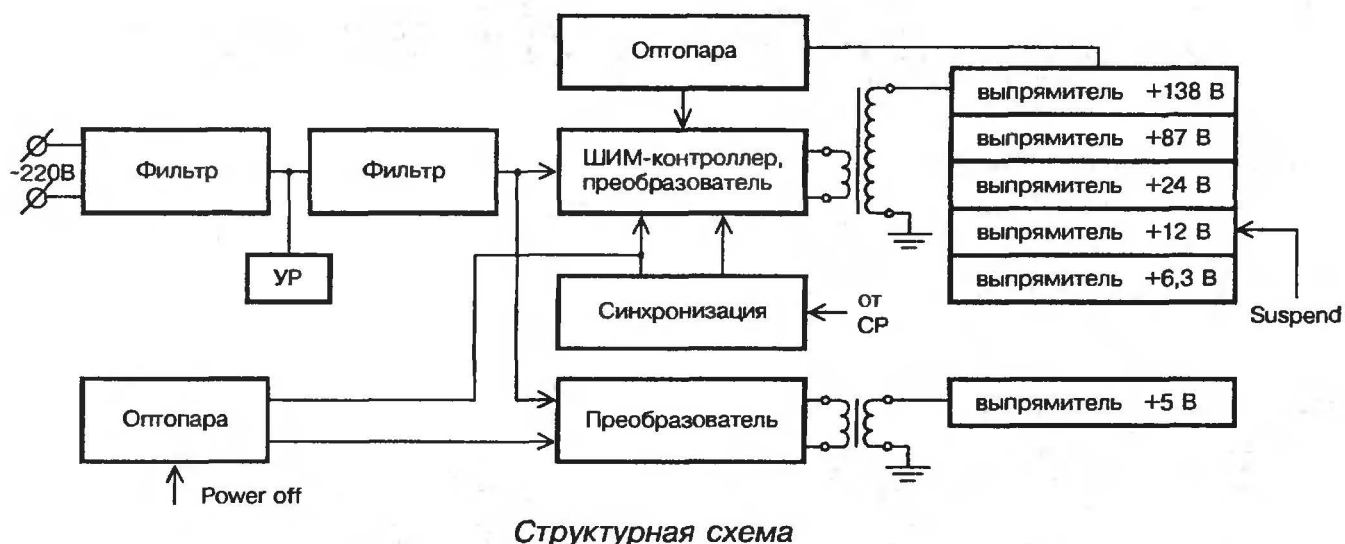 Оптопара
выпрямитель +138 В
выпрямитель +87 В
выпрямитель +24 В
выпрямитель +12 В
выпрямитель +6,3 В
~220В
Фильтр
Фильтр
ШИМ-контроллер,
преобразователь
УР
Синхронизация
от
СР
Suspend
Оптопара
Преобразователь
выпрямитель +5 В
Power off
Структурная схема